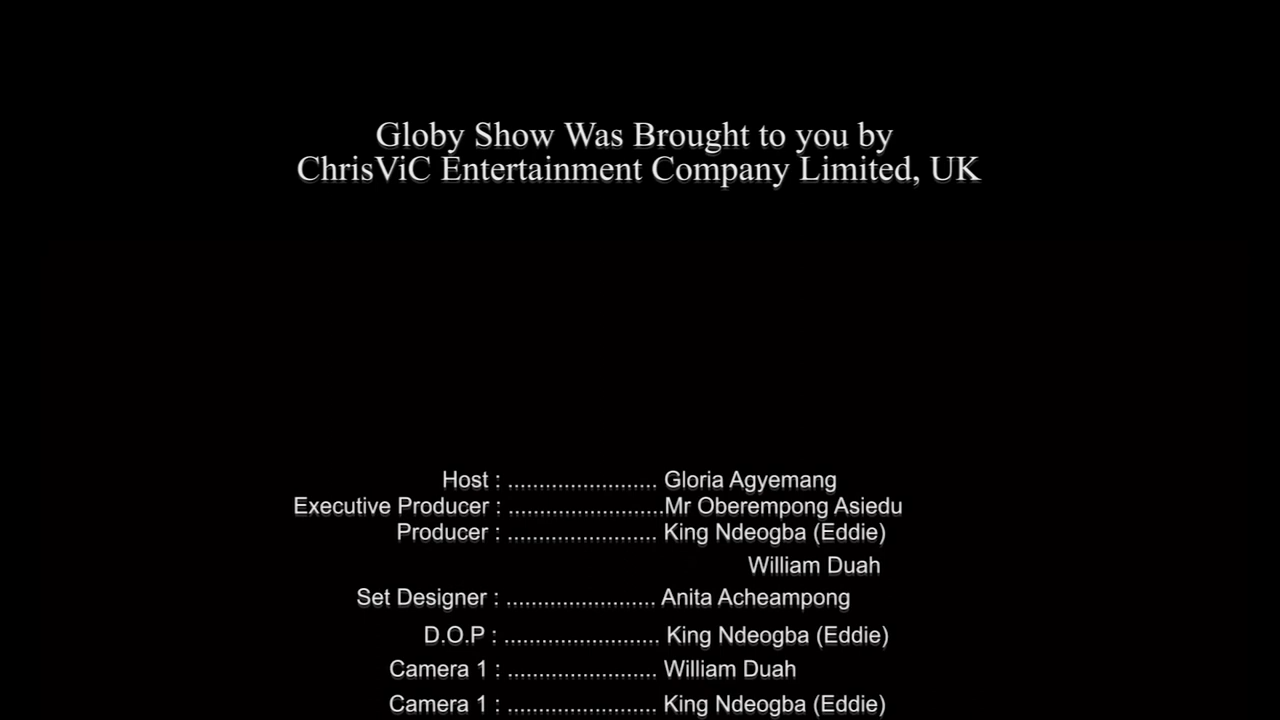 Globy Show Was Brought to you by
ChrisViC Entertainment Company Limited, UK
Host : ........................ Gloria Agyemang
Executive Producer : .........................Mr Oberempong Asiedu
Producer : ........................ King Ndeogba (Eddie)
William Duah
Set Designer : ........................ Anita Acheampong
D.O.P : ......................... King Ndeogba (Eddie)
Camera 1 : ........................ William Duah
Camera 1 : ........................ King Ndeogba (Eddie)